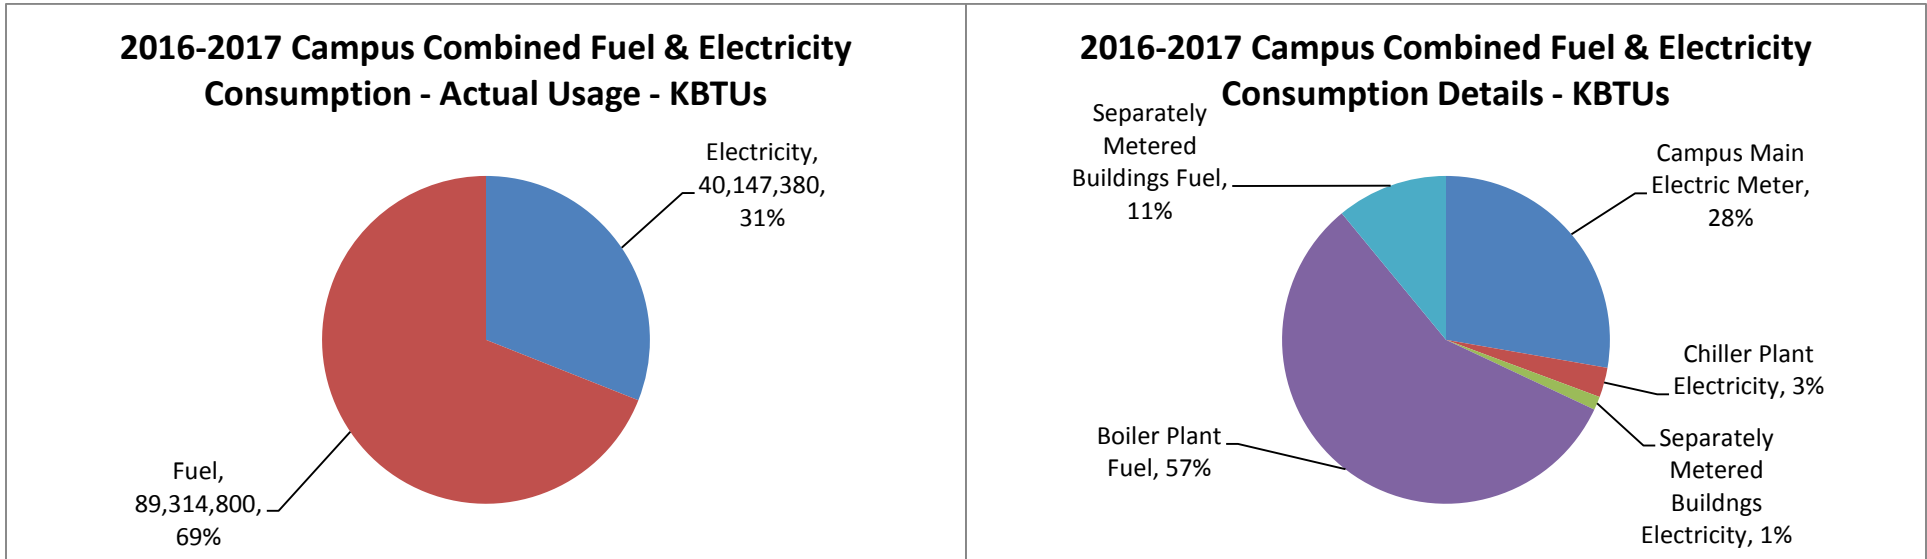 2016-2017 Campus Combined Fuel & Electricity
Consumption - Actual Usage - KBTUs
Electricity,
40,147,380,
31%
Fuel,
89,314,800,
69%
2016-2017 Campus Combined Fuel & Electricity
Consumption Details - KBTUs
Separately
Metered
Buildings Fuel,
11%
Campus Main
Electric Meter,
28%
Chiller Plant
Electricity, 3%
Boiler Plant
Fuel, 57%
Separately
Metered
Buildngs
Electricity, 1%